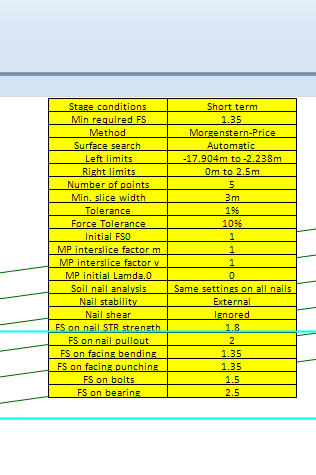 Stage conditions Short term
Min required FS 1.35
Method Morgenstern-Price
Surface search Automatic
Left limits -17.904m to -2.238m
Right limits 0m to 2.5m
Number of points 5
Min. slice width 3m
Tolerance 1%
Force Tolerance 10%
Initial FS0 1
MP interslice factor m 1
MP interslice factor v 1
MP initial Lamda.0 0
Soil nail analysis Same settings on all nails
Nail stability External
Nail shear Ignored
FS on nail STR strength 1.8
FS on nail pullout 2
FS on facing bending 1.35
FS on facing punching 1.35
FS on bolts 1.5
FS on bearing 2.5